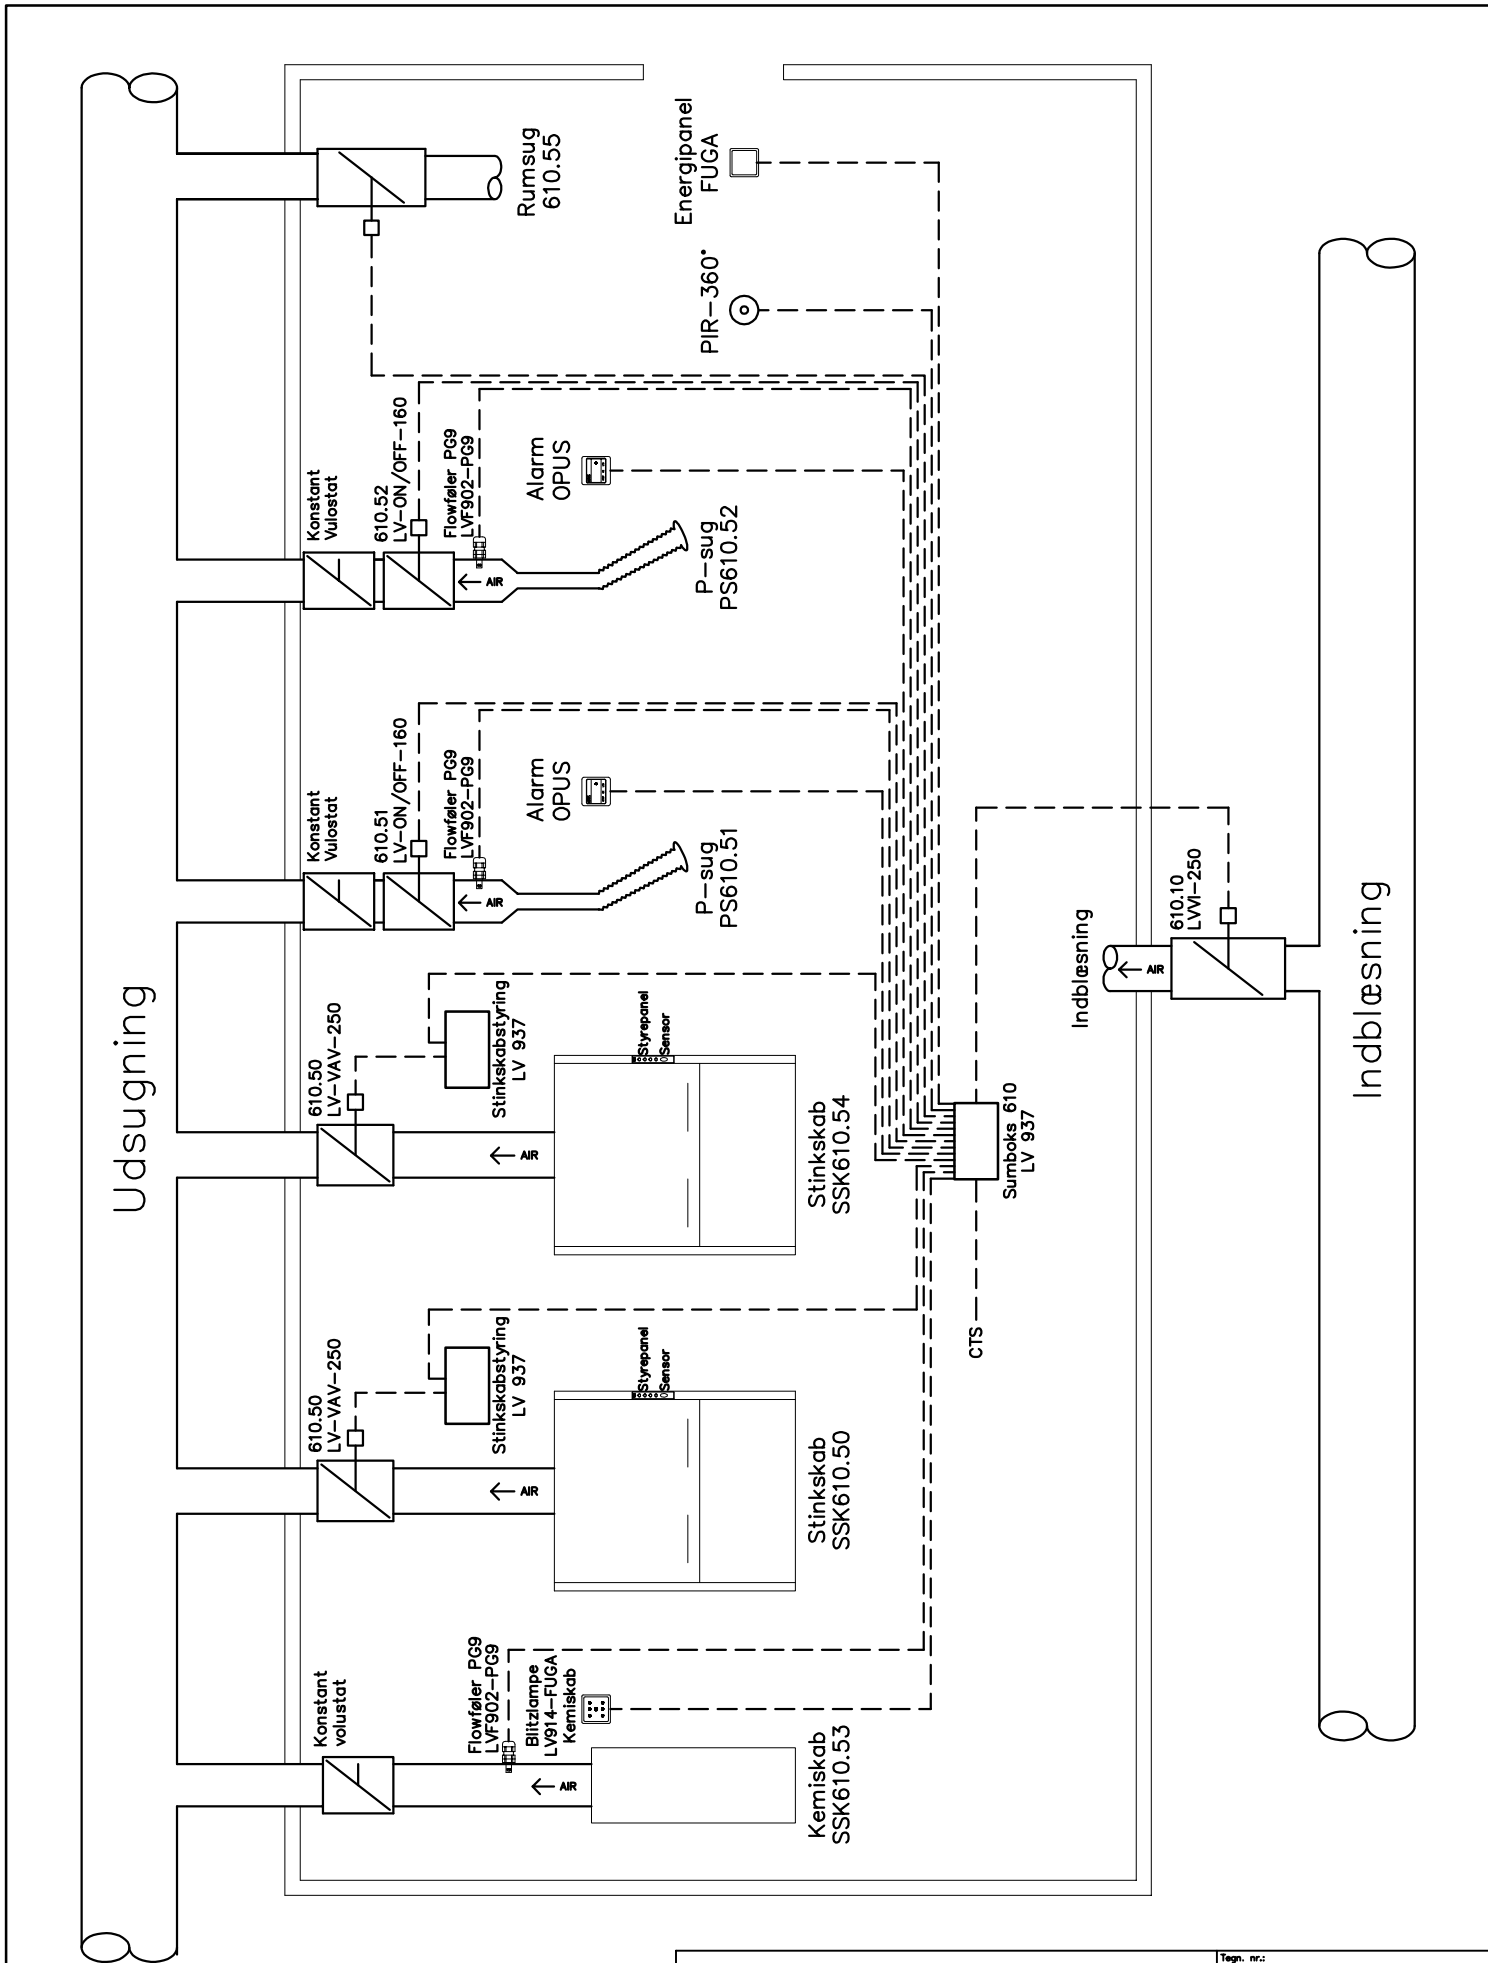 Udsugning
Konstant
volustat
Flowføler PG9
LVF902-PG9
Blitzlampe
LV914-FUGA
Kemiskab
AIR
Kemiskab
SSK610.53
610.50
LV-VAV-250
Stinkskabstyring
LV 937
Styrepanel
Sensor
AIR
Stinkskab
SSK610.50
610.50
LV-VAV-250
Stinkskabstyring
LV 937
Styrepanel
Sensor
AIR
Stinkskab
SSK610.54
Konstant
Vulostat
610.51
LV-ON/OFF-160
Flowføler PG9
LVF902-PG9
AIR
Alarm
OPUS
P-sug
PS610.51
Konstant
Vulostat
610.52
LV-ON/OFF-160
Flowføler PG9
LVF902-PG9
AIR
Alarm
OPUS
P-sug
PS610.52
Rumsug
610.55
PIR-360°
Energipanel
FUGA
CTS
Sumboks 610
LV 937
Indblæsning
AIR
610.10
LVVI-250
Indblæsning
Tegn. nr.: